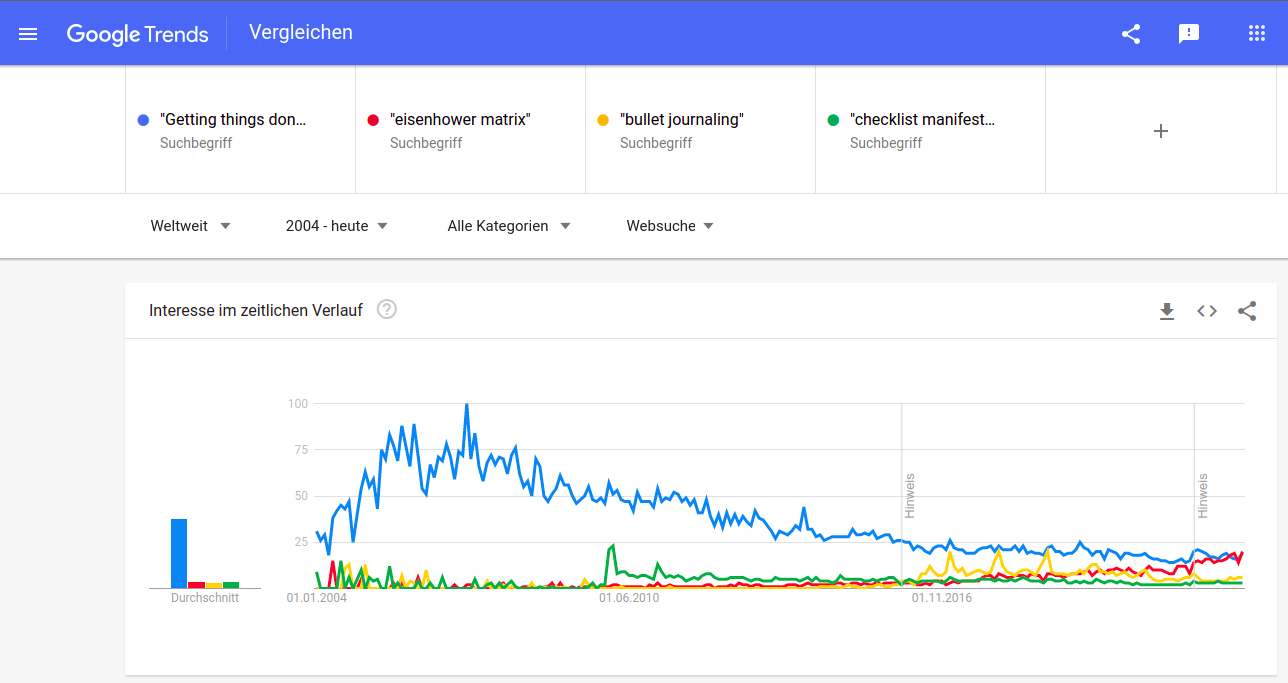 Google Trends
Vergleichen
"Getting things don...
Suchbegriff
"eisenhower matrix"
Suchbegriff
"bullet journaling"
Suchbegriff
"checklist manifest...
Suchbegriff
+
Weltweit
2004 - heute
Alle Kategorien
Websuche
Interesse im zeitlichen Verlauf
?
100
75
50
25
Hinweis
Hinweis
Durchschnitt
01.01.2004
01.06.2010
01.11.2016